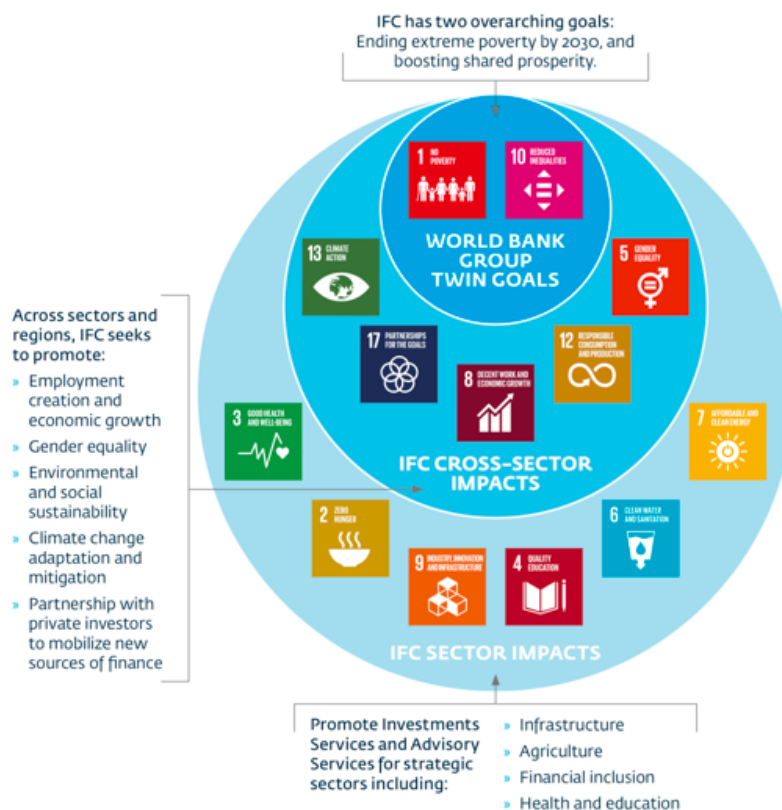 IFC has two overarching goals:
Ending extreme poverty by 2030, and
boosting shared prosperity.
1 NO
POVERTY
10 REDUCED
INEQUALITIES
WORLD BANK
GROUP
TWIN GOALS
13 CLIMATE
ACTION
5 GENDER
EQUALITY
17 PARTNERSHIPS
FOR THE GOALS
12 RESPONSIBLE
CONSUMPTION
AND PRODUCTION
8 DECENT WORK AND
ECONOMIC GROWTH
IFC CROSS-SECTOR
IMPACTS
Across sectors and
regions, IFC seeks
to promote:
» Employment
creation and
economic growth
» Gender equality
» Environmental
and social
sustainability
» Climate change
adaptation and
mitigation
» Partnership with
private investors
to mobilize new
sources of finance
3 GOOD HEALTH
AND WELL-BEING
7 AFFORDABLE AND
CLEAN ENERGY
2 ZERO
HUNGER
6 CLEAN WATER
AND SANITATION
9 INDUSTRY, INNOVATION
AND INFRASTRUCTURE
4 QUALITY
EDUCATION
IFC SECTOR IMPACTS
Promote Investments
Services and Advisory
Services for strategic
sectors including:
» Infrastructure
» Agriculture
» Financial inclusion
» Health and education